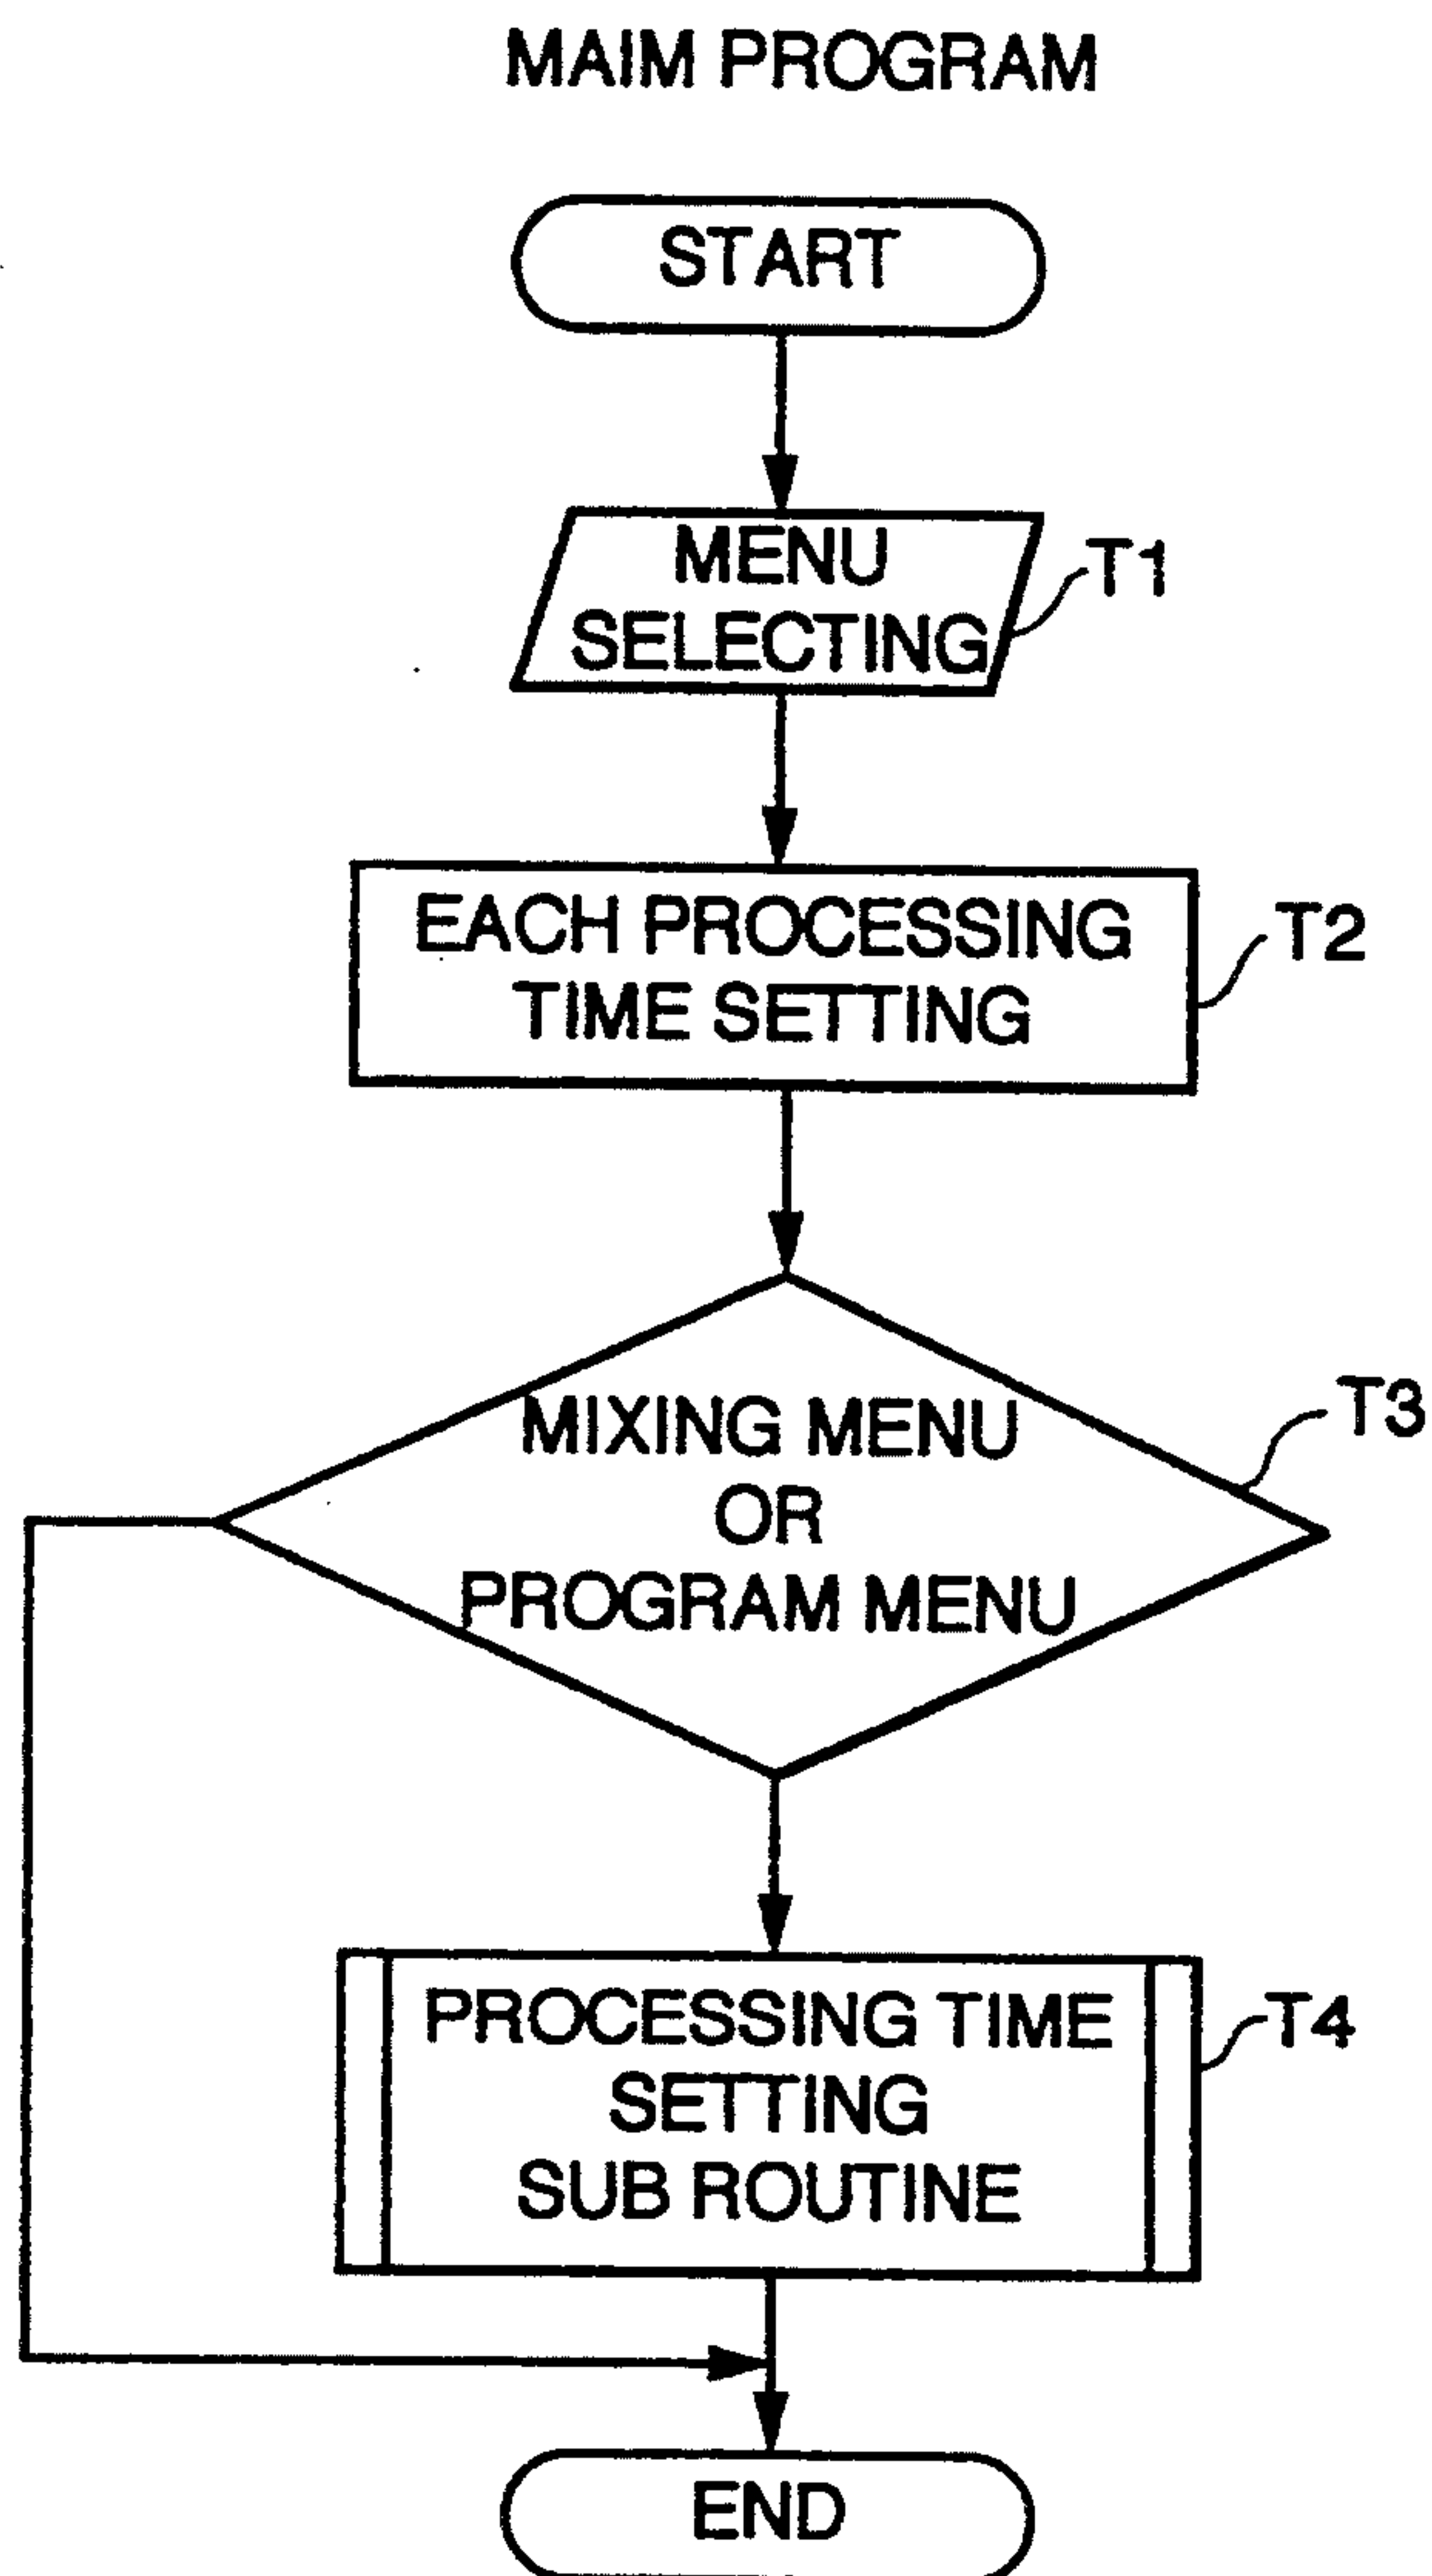 MAIM PROGRAM
START
MENU
SELECTING
T1
EACH PROCESSING
TIME SETTING
T2
MIXING MENU
OR
PROGRAM MENU
T3
PROCESSING TIME
SETTING
SUB ROUTINE
T4
END